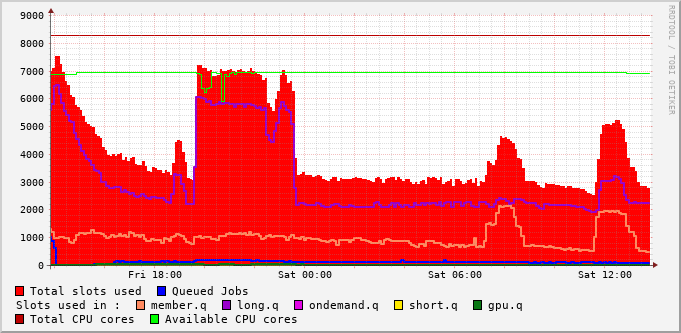 RRDTOOL / TOBI OETIKER
9000
8000
7000
6000
5000
4000
3000
2000
1000
0
Fri 18:00 Sat 00:00 Sat 06:00 Sat 12:00
Total slots used Queued Jobs
Slots used in : member.q long.q ondemand.q short.q gpu.q
Total CPU cores Available CPU cores